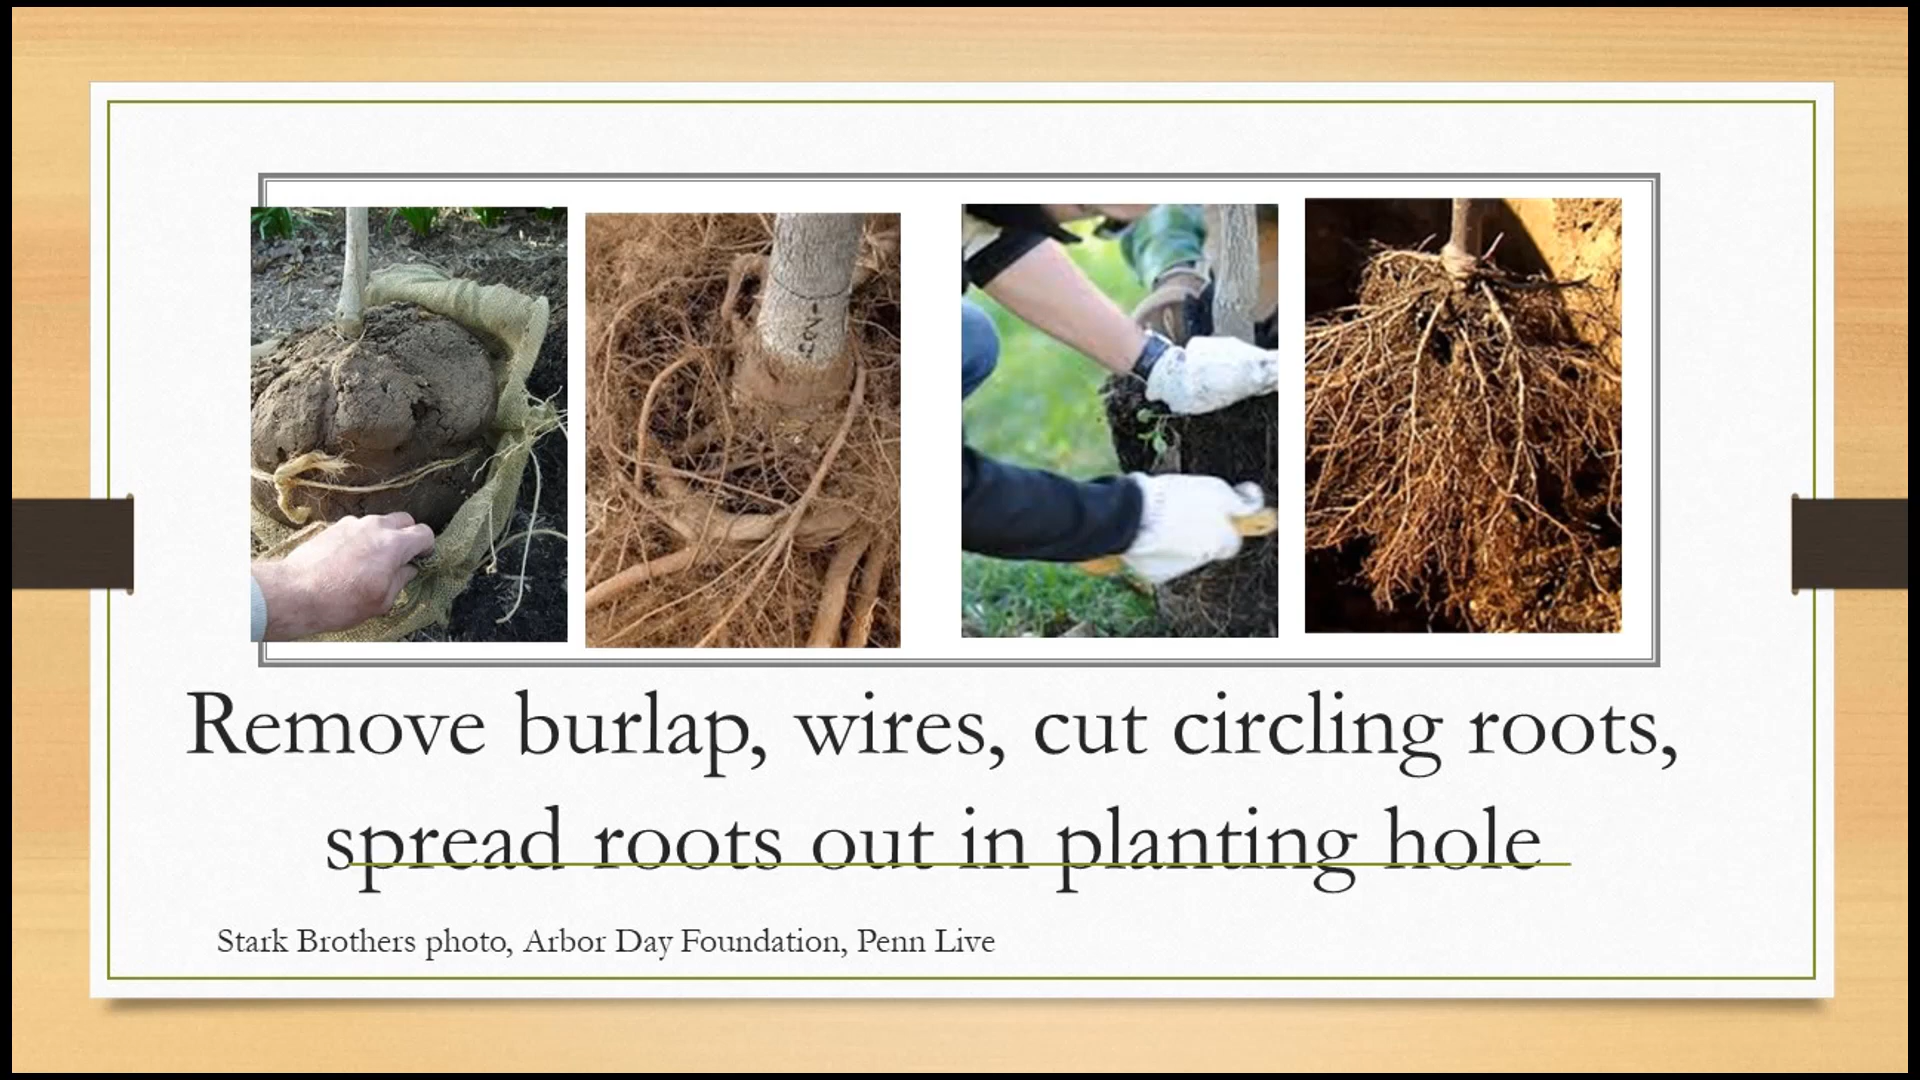 Remove burlap, wires, cut circling roots,
spread roots out in planting hole
Stark Brothers photo, Arbor Day Foundation, Penn Live